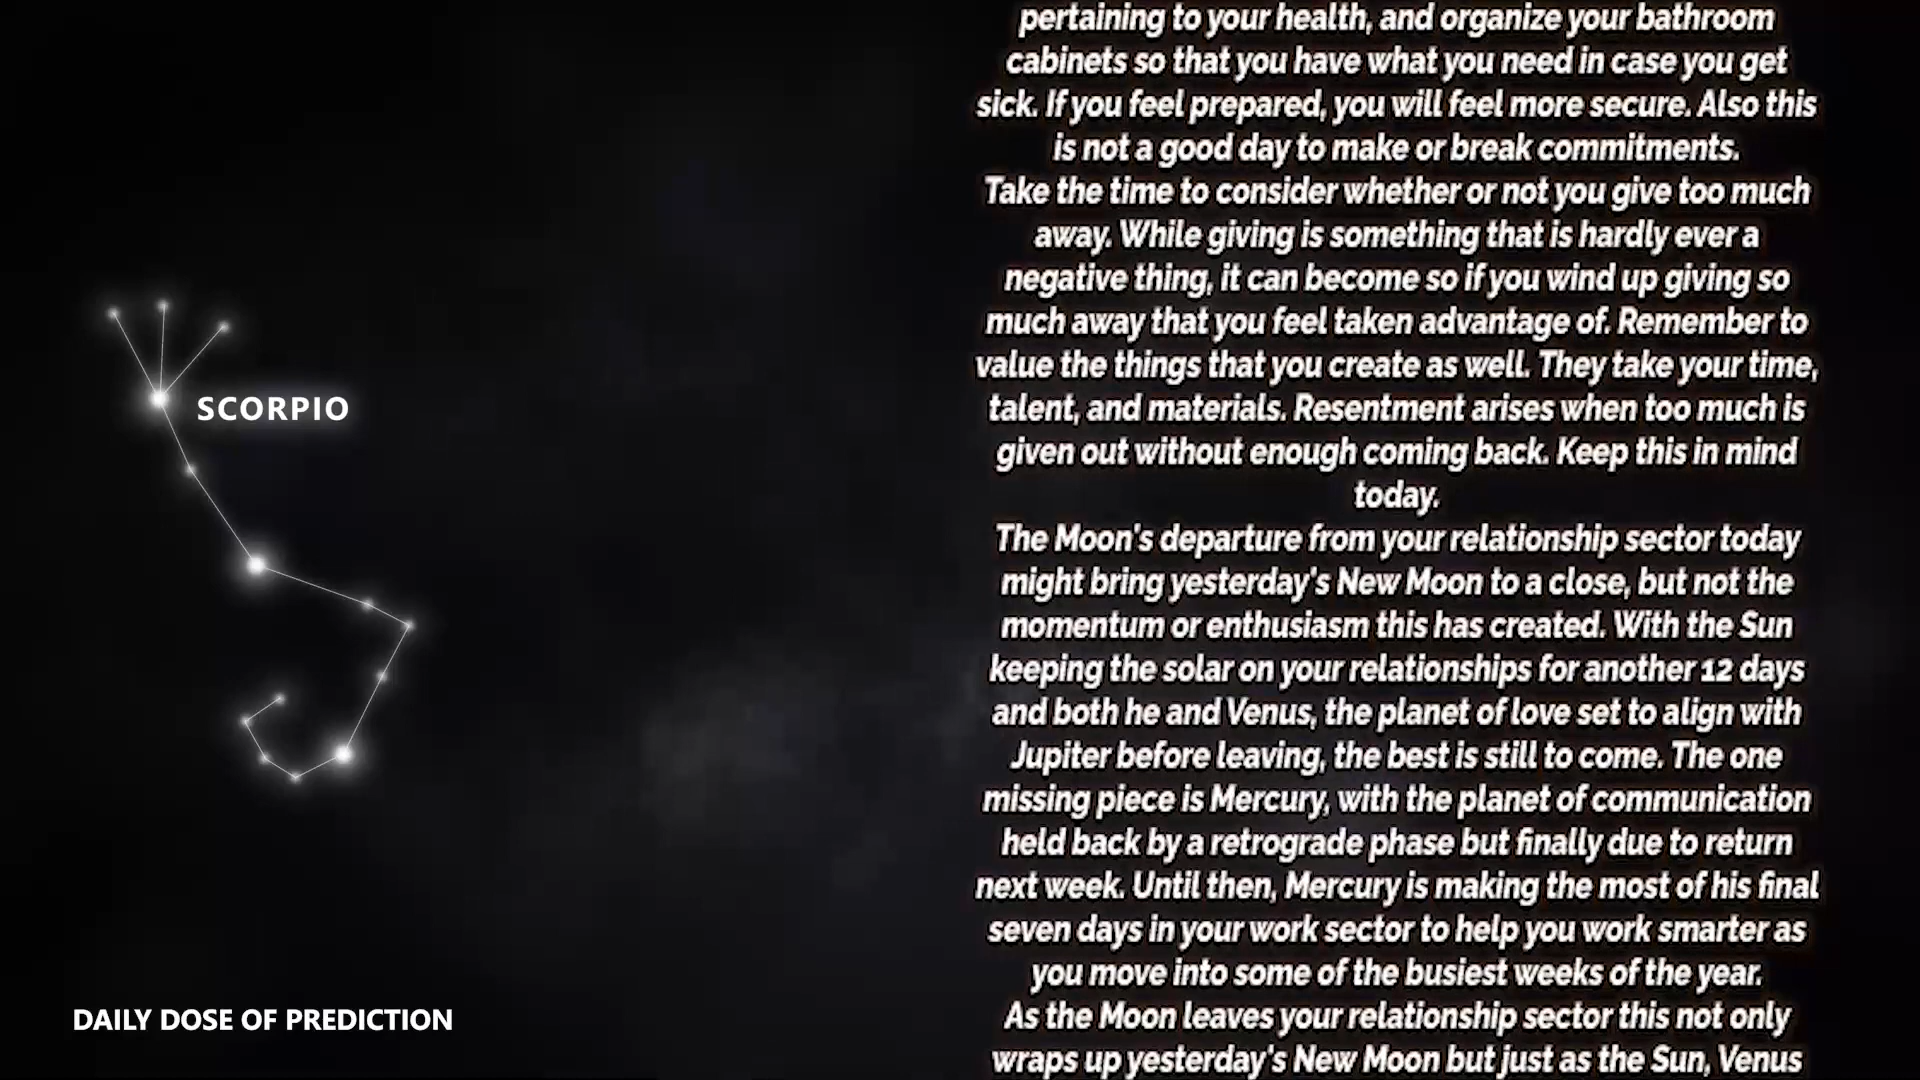 SCORPIO
DAILY DOSE OF PREDICTION
pertaining to your health, and organize your bathroom
cabinets so that you have what you need in case you get
sick. If you feel prepared, you will feel more secure. Also this
is not a good day to make or break commitments.
Take the time to consider whether or not you give too much
away. While giving is something that is hardly ever a
negative thing, it can become so if you wind up giving so
much away that you feel taken advantage of. Remember to
value the things that you create as well. They take your time,
talent, and materials. Resentment arises when too much is
given out without enough coming back. Keep this in mind
today.
The Moon's departure from your relationship sector today
might bring yesterday's New Moon to a close, but not the
momentum or enthusiasm this has created. With the Sun
keeping the solar on your relationships for another 12 days
and both he and Venus, the planet of love set to align with
Jupiter before leaving, the best is still to come. The one
missing piece is Mercury, with the planet of communication
held back by a retrograde phase but finally due to return
next week. Until then, Mercury is making the most of his final
seven days in your work sector to help you work smarter as
you move into some of the busiest weeks of the year.
As the Moon leaves your relationship sector this not only
wraps up yesterday's New Moon but just as the Sun, Venus